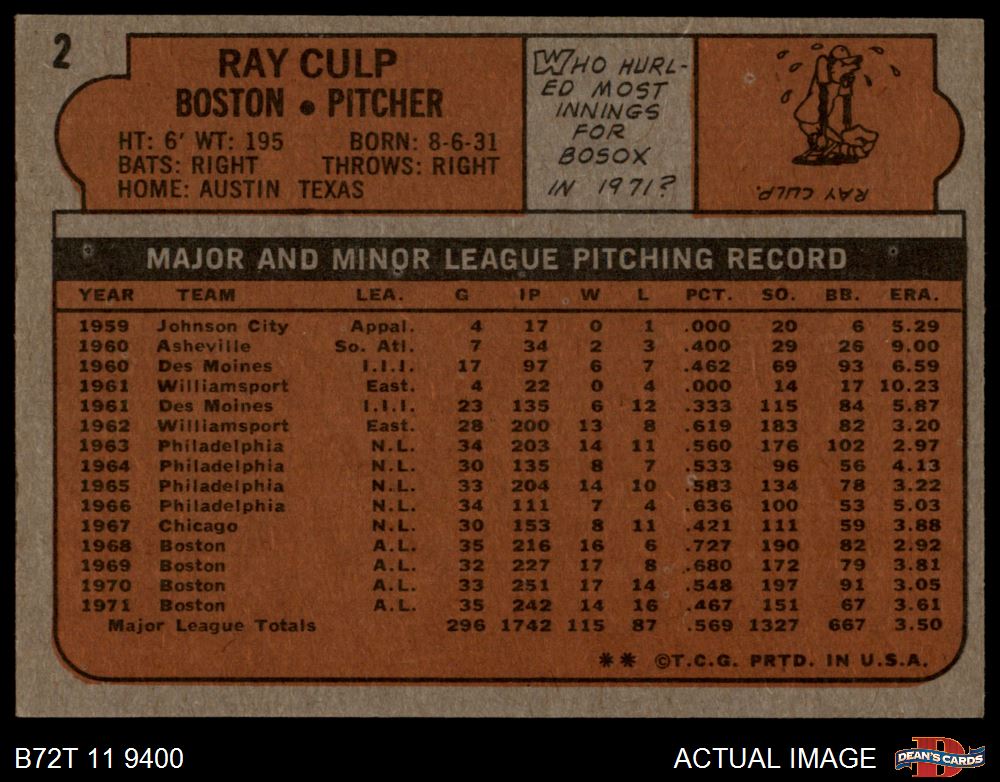 2
RAY CULP
BOSTON • PITCHER
HT: 6' WT: 195 BORN: 8-6-31
BATS: RIGHT THROWS: RIGHT
HOME: AUSTIN TEXAS
WHO HURL-
ED MOST
INNINGS
FOR
BOSOX
IN 1971?
RAY CULP.
MAJOR AND MINOR LEAGUE PITCHING RECORD
YEAR TEAM LEA. G IP W L PCT. SO. BB. ERA.
1959 Johnson City Appal. 4 17 0 1 .000 20 6 5.29
1960 Asheville So. Atl. 7 34 2 3 .400 29 26 9.00
1960 Des Moines I.I.I. 17 97 6 7 .462 69 93 6.59
1961 Williamsport East. 4 22 0 4 .000 14 17 10.23
1961 Des Moines I.I.I. 23 135 6 12 .333 115 84 5.87
1962 Williamsport East. 28 200 13 8 .619 183 82 3.20
1963 Philadelphia N.L. 34 203 14 11 .560 176 102 2.97
1964 Philadelphia N.L. 30 135 8 7 .533 96 56 4.13
1965 Philadelphia N.L. 33 204 14 10 .583 134 78 3.22
1966 Philadelphia N.L. 34 111 7 4 .636 100 53 5.03
1967 Chicago N.L. 30 153 8 11 .421 111 59 3.88
1968 Boston A.L. 35 216 16 6 .727 190 82 2.92
1969 Boston A.L. 32 227 17 8 .680 172 79 3.81
1970 Boston A.L. 33 251 17 14 .548 197 91 3.05
1971 Boston A.L. 35 242 14 16 .467 151 67 3.61
Major League Totals 296 1742 115 87 .569 1327 667 3.50
** ©T.C.G. PRTD. IN U.S.A.
B72T 11 9400
ACTUAL IMAGE
D
DEAN'S CARDS